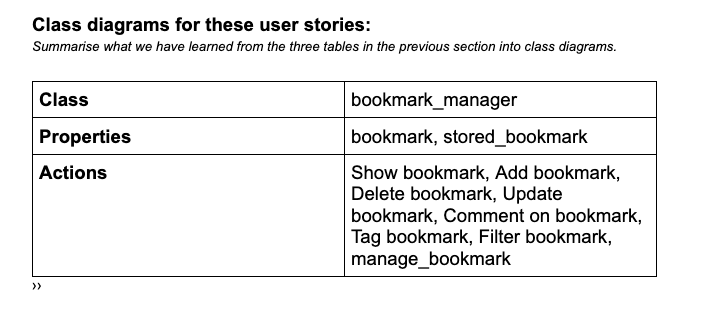 Class diagrams for these user stories:
Summarise what we have learned from the three tables in the previous section into class diagrams.
Class bookmark_manager
Properties bookmark, stored_bookmark
Actions Show bookmark, Add bookmark,
Delete bookmark, Update
bookmark, Comment on bookmark,
Tag bookmark, Filter bookmark,
manage_bookmark
››